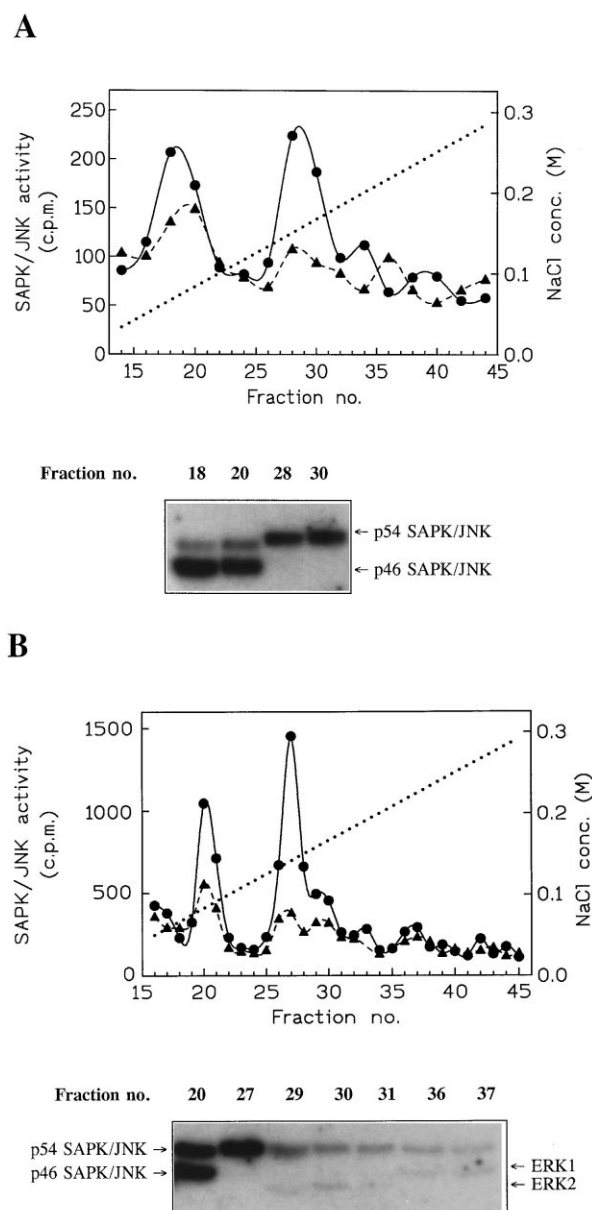 A
SAPK/JNK activity
(c.p.m.)
250
200
150
100
50
0
0.3
0.2
0.1
0.0
NaCl conc. (M)
15 20 25 30 35 40 45
Fraction no.
Fraction no. 18 20 28 30
← p54 SAPK/JNK
← p46 SAPK/JNK
B
SAPK/JNK activity
(c.p.m.)
1500
1000
500
0
0.3
0.2
0.1
0.0
NaCl conc. (M)
15 20 25 30 35 40 45
Fraction no.
Fraction no. 20 27 29 30 31 36 37
p54 SAPK/JNK →
p46 SAPK/JNK →
← ERK1
← ERK2